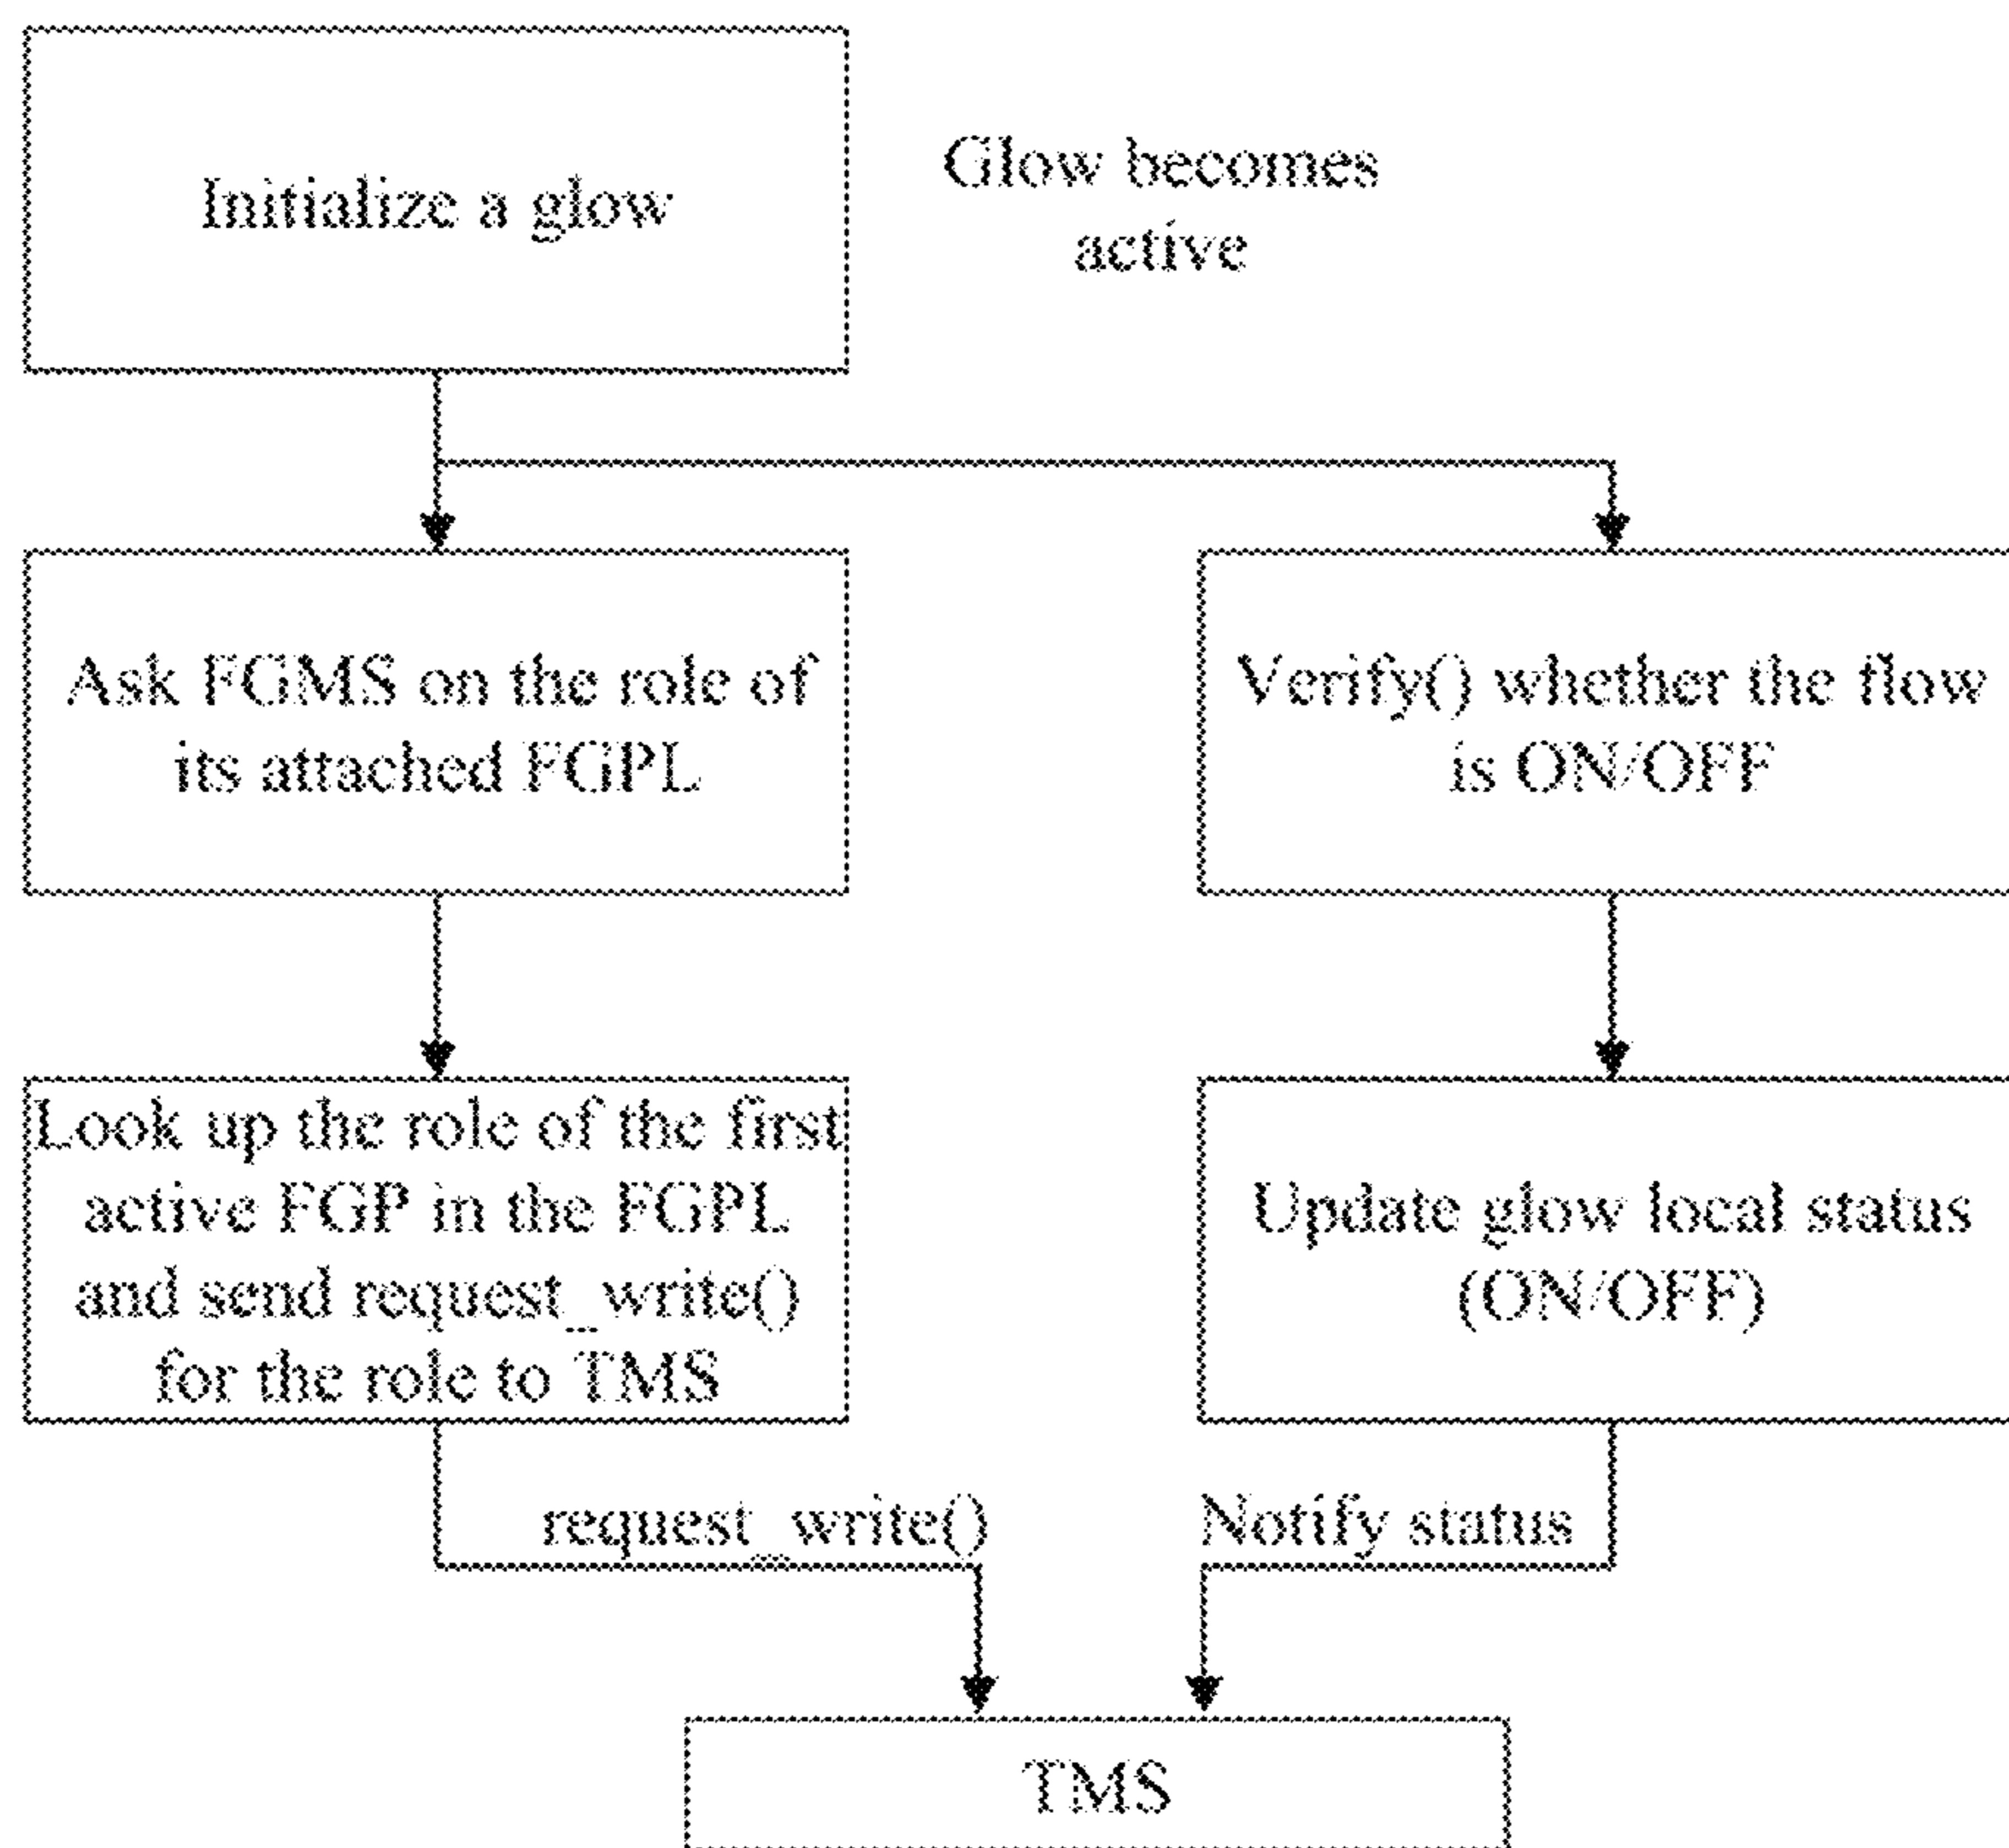 Initialize a glow
Glow becomes
active
Ask FGMS on the role of
its attached FGPL
Verify() whether the flow
is ON/OFF
Look up the role of the first
active FGP in the FGPL
and send request_write()
for the role to TMS
Update glow local status
(ON/OFF)
request_write()
Notify status
TMS